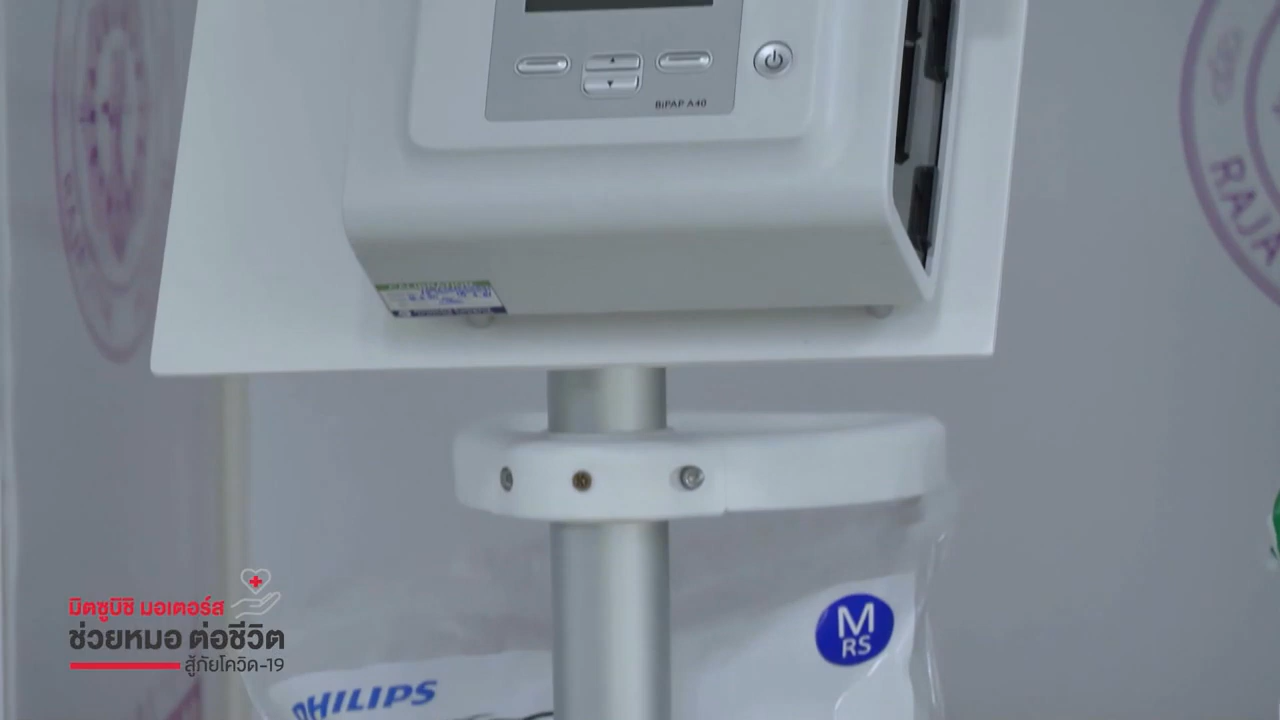 BiPAP A40
RAJA
M
RS
PHILIPS
มิตซูบิชิ มอเตอร์ส
ช่วยหมอ ต่อชีวิต
สู้ภัยโควิด-19